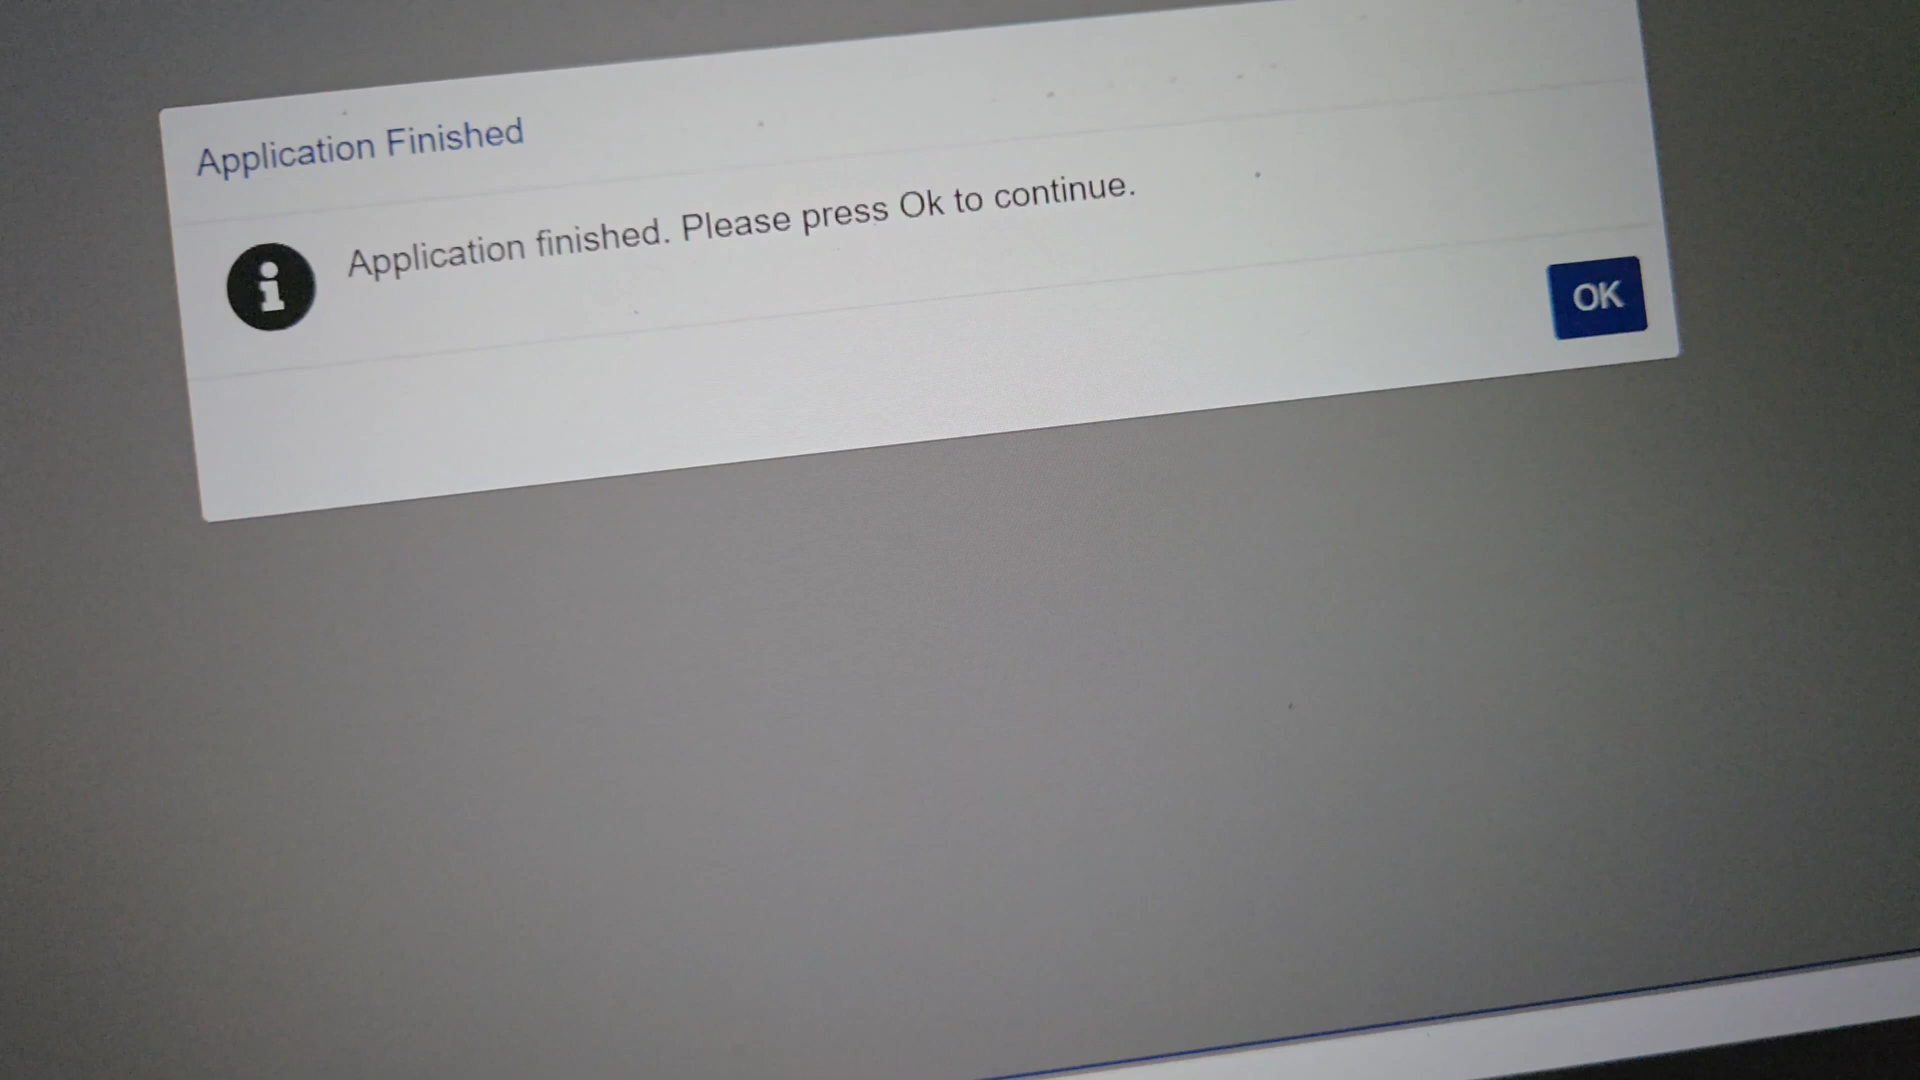 Application Finished
Application finished. Please press Ok to continue.
OK